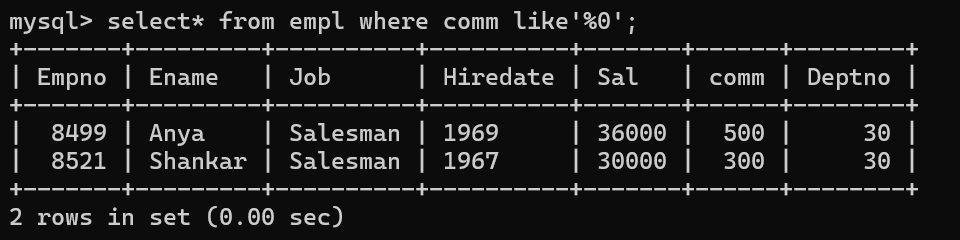 mysql> select* from empl where comm like'%0';
+-------+---------+----------+----------+-------+------+--------+
| Empno | Ename   | Job      | Hiredate | Sal   | comm | Deptno |
+-------+---------+----------+----------+-------+------+--------+
|  8499 | Anya    | Salesman | 1969     | 36000 |  500 |     30 |
|  8521 | Shankar | Salesman | 1967     | 30000 |  300 |     30 |
+-------+---------+----------+----------+-------+------+--------+
2 rows in set (0.00 sec)